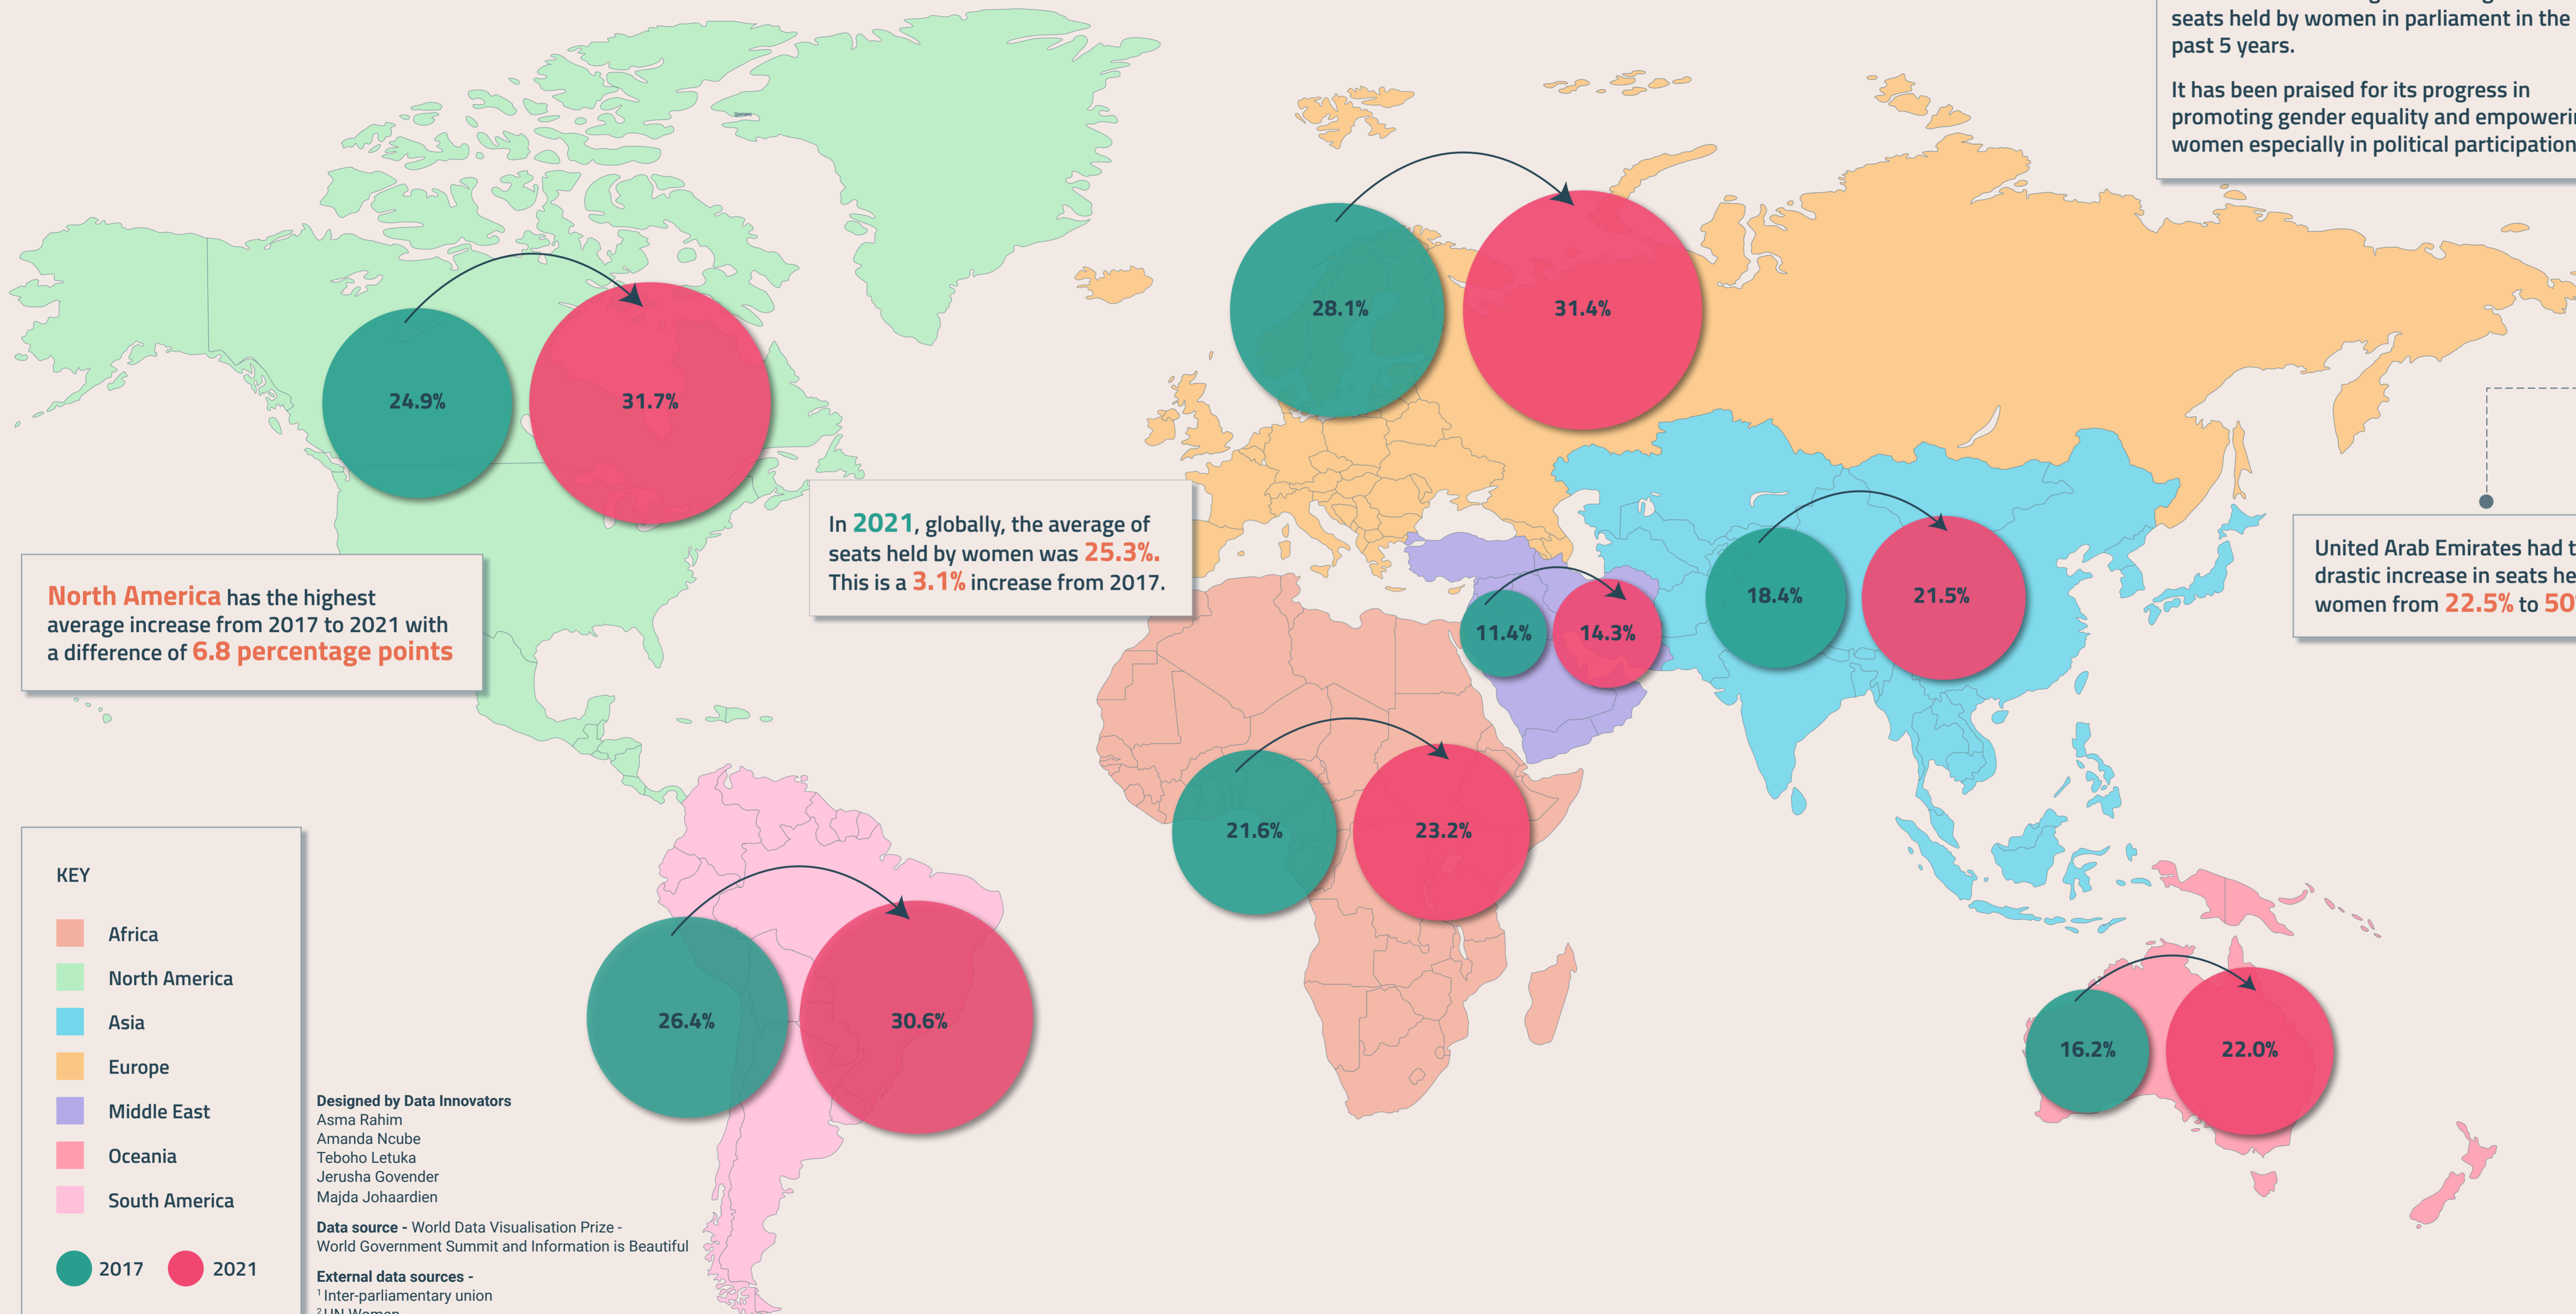 seats held by women in parliament in the
past 5 years.
It has been praised for its progress in
promoting gender equality and
women especially in political participation
28.1%
31.4%
24.9%
31.7%
In 2021, globally, the average of
seats held by women was 25.3%.
This is a 3.1% increase from 2017.
North America has the highest
average increase from 2017 to 2021 with
a difference of 6.8 percentage points
18.4%
21.5%
11.4%
14.3%
United Arab Emirates had
drastic increase in seats
women from 22.5% to
21.6%
23.2%
26.4%
30.6%
16.2%
22.0%
KEY
Africa
North America
Asia
Europe
Middle East
Oceania
South America
2017
2021
Designed by Data Innovators
Asma Rahim
Amanda Ncube
Teboho Letuka
Jerusha Govender
Majda Johaardien
Data source - World Data Visualisation Prize -
World Government Summit and Information is Beautiful
External data sources -
1 Inter-parliamentary union
2 UN Women